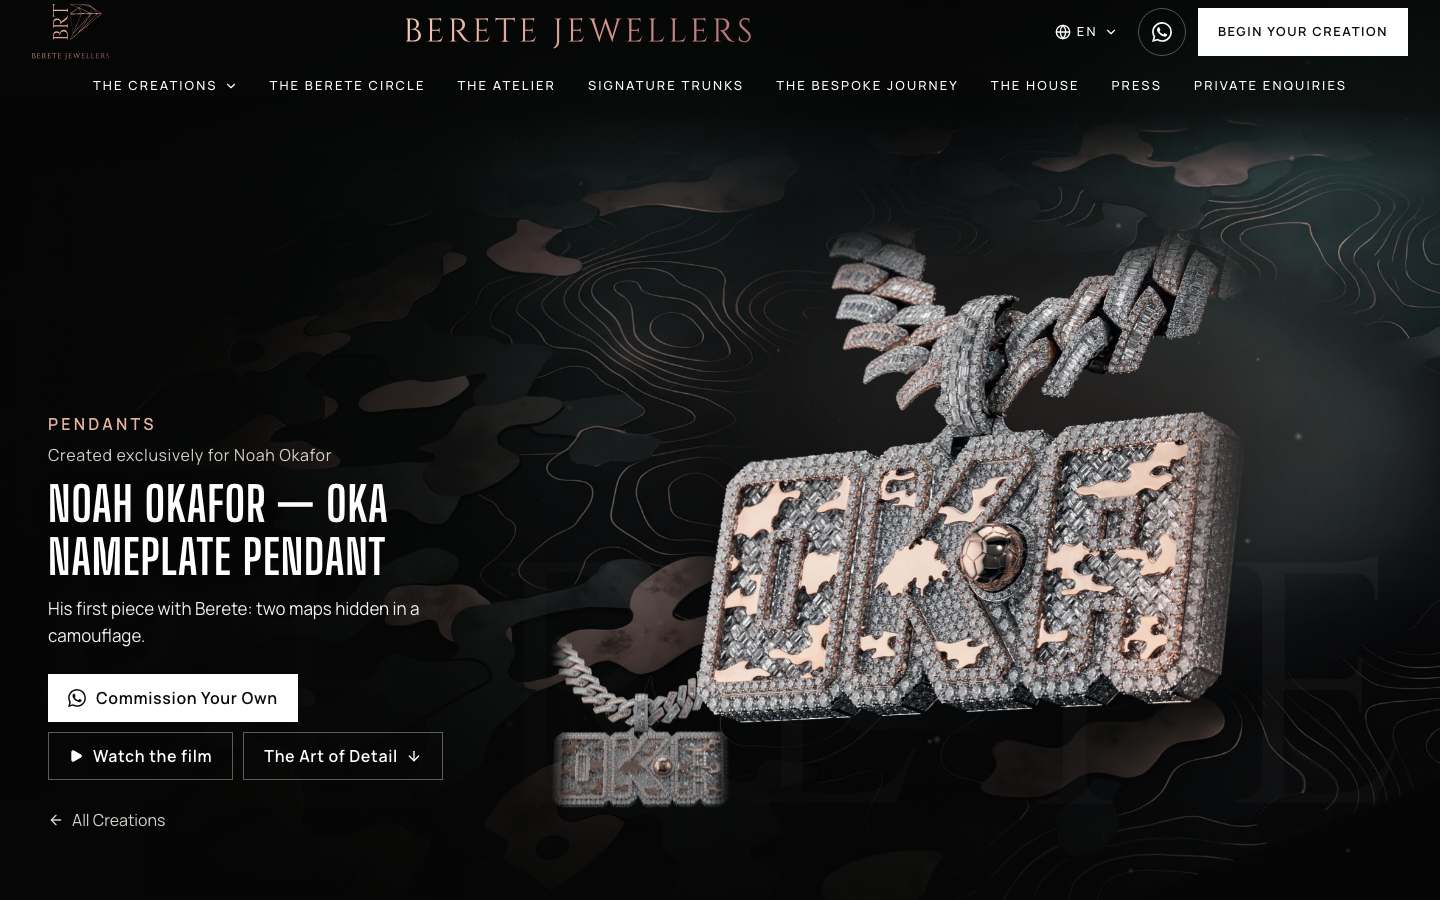 BRT
BERETE JEWELLERS
BERETE JEWELLERS
EN
BEGIN YOUR CREATION
THE CREATIONS
THE BERETE CIRCLE
THE ATELIER
SIGNATURE TRUNKS
THE BESPOKE JOURNEY
THE HOUSE
PRESS
PRIVATE ENQUIRIES
PENDANTS
Created exclusively for Noah Okafor
NOAH OKAFOR — OKA
NAMEPLATE PENDANT
His first piece with Berete: two maps hidden in a
camouflage.
Commission Your Own
Watch the film
The Art of Detail
All Creations
OKA
OKA